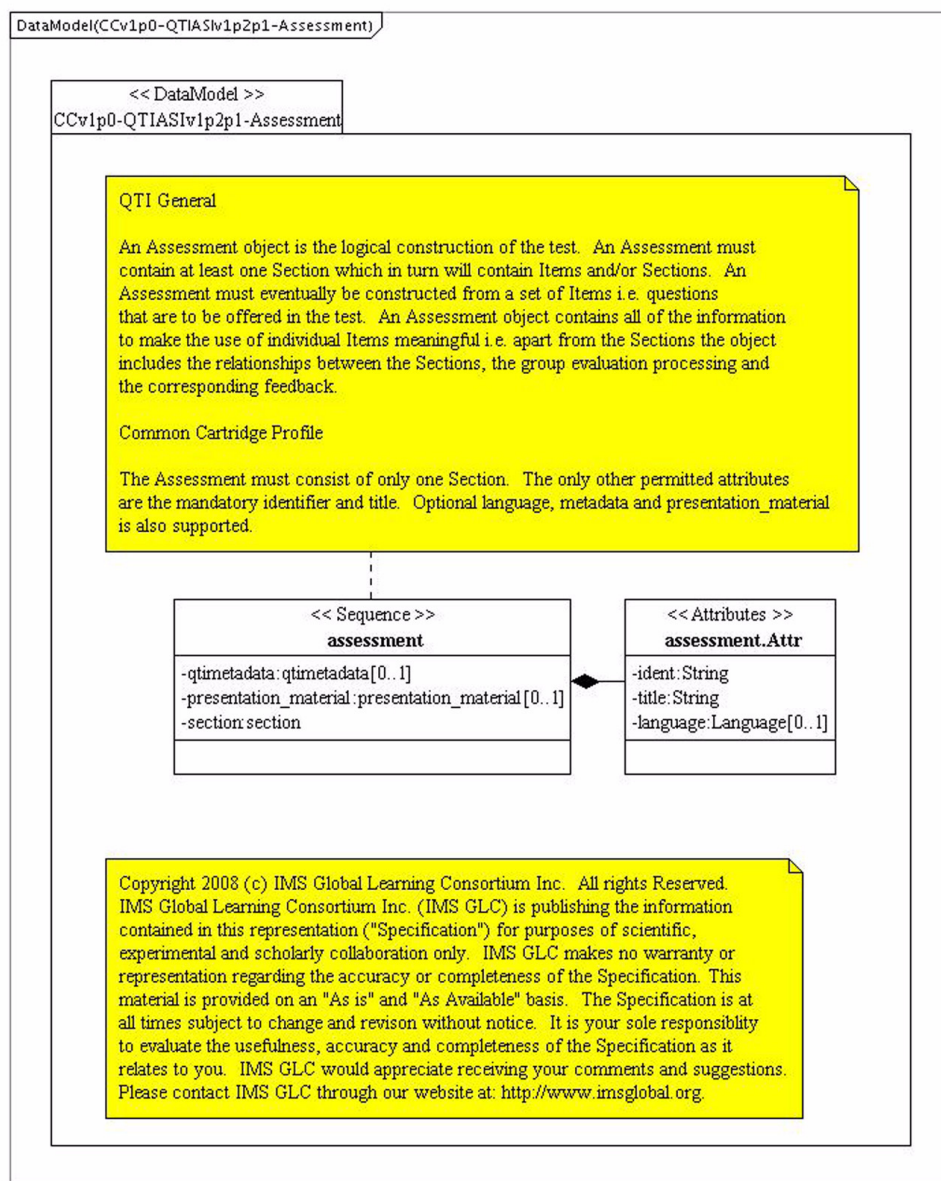 DataModel(CCv1p0-QTIASIv1p2p1-Assessment)
<< DataModel >>
CCv1p0-QTIASIv1p2p1-Assessment
QTI General
An Assessment object is the logical construction of the test.  An Assessment must
contain at least one Section which in turn will contain Items and/or Sections.  An
Assessment must eventually be constructed from a set of Items i.e. questions
that are to be offered in the test.  An Assessment object contains all of the information
to make the use of individual Items meaningful i.e. apart from the Sections the object
includes the relationships between the Sections, the group evaluation processing and
the corresponding feedback.
Common Cartridge Profile
The Assessment must consist of only one Section.  The only other permitted attributes
are the mandatory identifier and title.  Optional language, metadata and presentation_material
is also supported.
<< Sequence >>
assessment
-qtimetadata:qtimetadata[0..1]
-presentation_material:presentation_material[0..1]
-section:section
<< Attributes >>
assessment.Attr
-ident:String
-title:String
-language:Language[0..1]
Copyright 2008 (c) IMS Global Learning Consortium Inc.  All rights Reserved.
IMS Global Learning Consortium Inc. (IMS GLC) is publishing the information
contained in this representation ("Specification") for purposes of scientific,
experimental and scholarly collaboration only.  IMS GLC makes no warranty or
representation regarding the accuracy or completeness of the Specification. This
material is provided on an "As is" and "As Available" basis.  The Specification is at
all times subject to change and revison without notice.  It is your sole responsiblity
to evaluate the usefulness, accuracy and completeness of the Specification as it
relates to you.  IMS GLC would appreciate receiving your comments and suggestions.
Please contact IMS GLC through our website at: http://www.imsglobal.org.